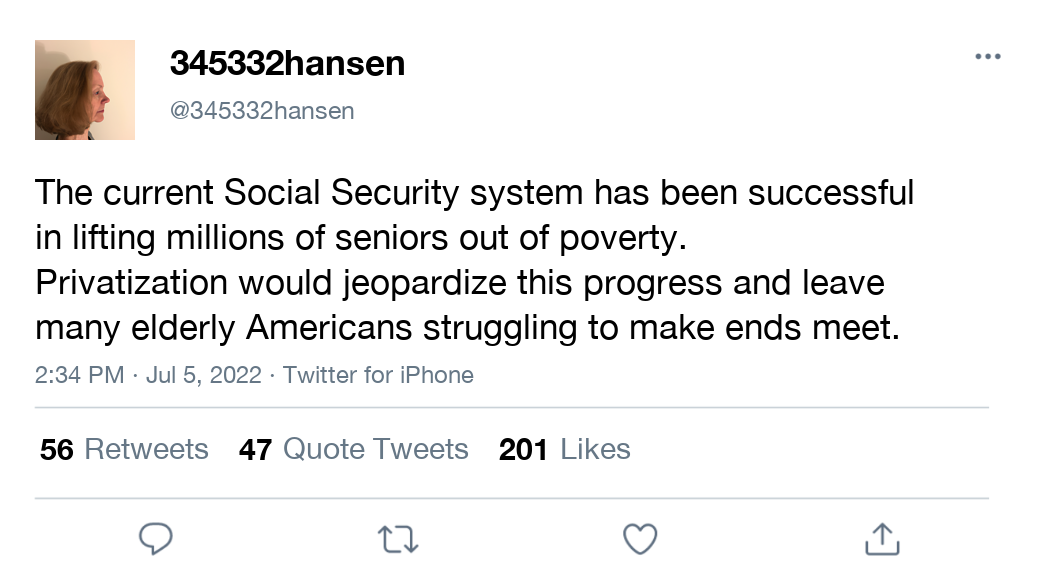 345332hansen
@345332hansen
The current Social Security system has been successful
in lifting millions of seniors out of poverty.
Privatization would jeopardize this progress and leave
many elderly Americans struggling to make ends meet.
2:34 PM · Jul 5, 2022 · Twitter for iPhone
56 Retweets 47 Quote Tweets 201 Likes